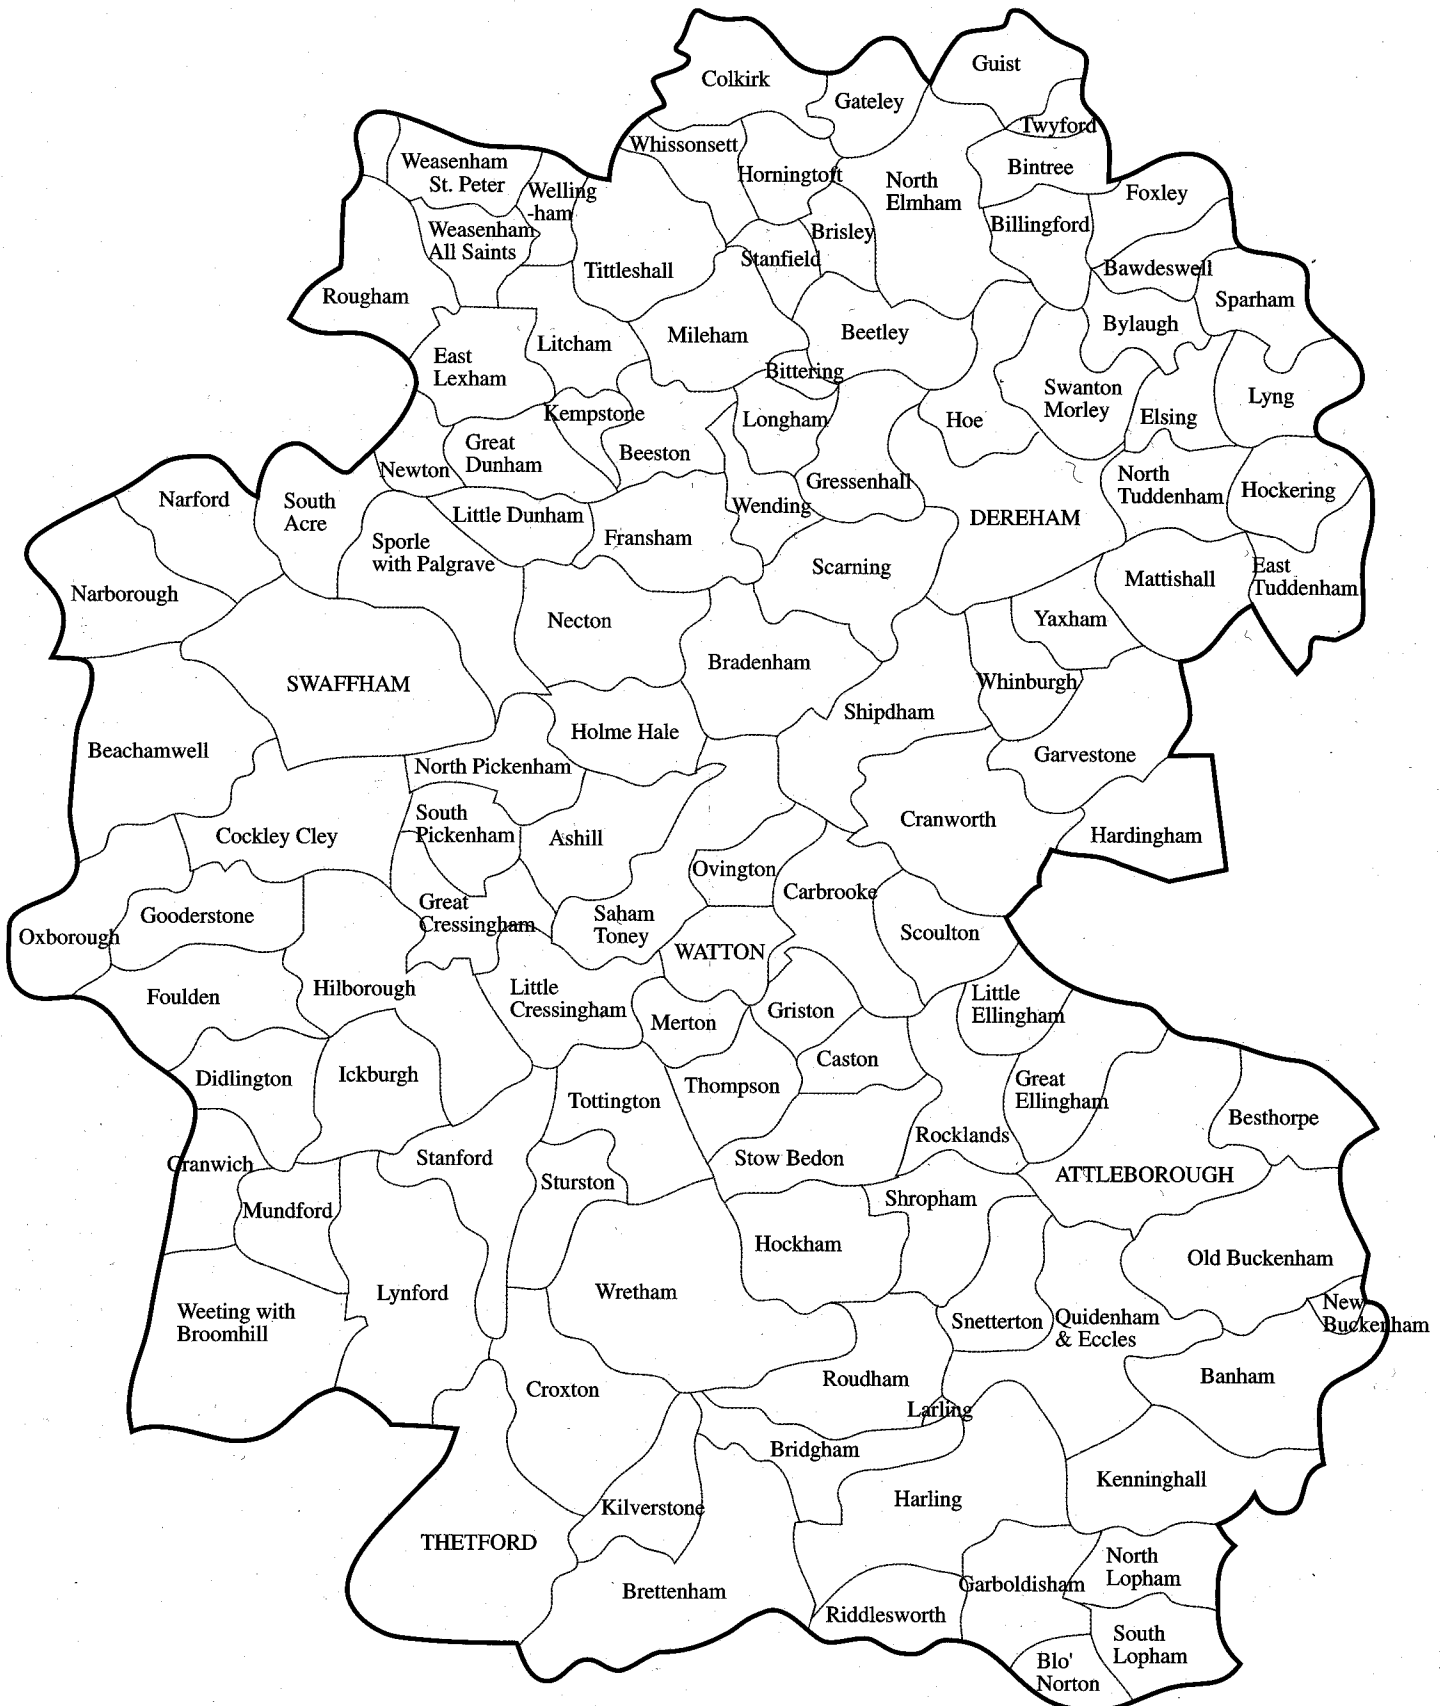 Guist
Colkirk
Gateley
Twyford
Whissonsett
Weasenham
St. Peter
Horningtoft
Bintree
North
Elmham
Welling
-ham
Foxley
Weasenham
All Saints
Billingford
Brisley
Stanfield
Tittleshall
Bawdeswell
Rougham
Sparham
Bylaugh
Litcham
Mileham
Beetley
East
Lexham
Bittering
Swanton
Morley
Lyng
Kempstone
Longham
Hoe
Elsing
Great
Dunham
Beeston
Newton
Gressenhall
North
Tuddenham
Hockering
Narford
South
Acre
Wending
Little Dunham
DEREHAM
Sporle
with Palgrave
Fransham
Scarning
East
Tuddenham
Mattishall
Narborough
Necton
Yaxham
Bradenham
SWAFFHAM
Whinburgh
Shipdham
Holme Hale
Beachamwell
Garvestone
North Pickenham
South
Pickenham
Cranworth
Cockley Cley
Ashill
Hardingham
Ovington
Carbrooke
Gooderstone
Great
Cressingham
Saham
Toney
Oxborough
Scoulton
WATTON
Foulden
Hilborough
Little
Cressingham
Little
Ellingham
Griston
Merton
Caston
Didlington
Ickburgh
Thompson
Great
Ellingham
Tottington
Besthorpe
Rocklands
Cranwich
Stanford
Stow Bedon
ATTLEBOROUGH
Sturston
Shropham
Mundford
Hockham
Old Buckenham
Lynford
Wretham
Weeting with
Broomhill
Snetterton
Quidenham
& Eccles
New
Buckenham
Croxton
Roudham
Banham
Larling
Bridgham
Kenninghall
Harling
Kilverstone
THETFORD
North
Lopham
Garboldisham
Brettenham
Riddlesworth
South
Lopham
Blo'
Norton